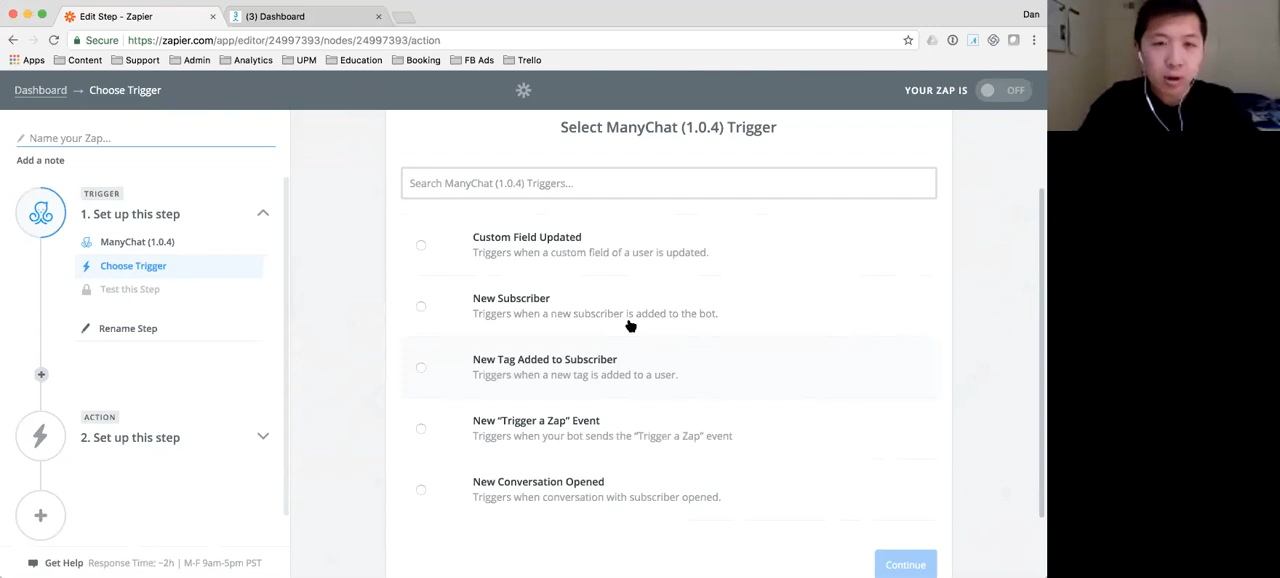 Edit Step - Zapier
(3) Dashboard
Dan
Secure https://zapier.com/app/editor/24997393/nodes/24997393/action
Apps Content Support Admin Analytics UPM Education Booking FB Ads Trello
Dashboard → Choose Trigger
YOUR ZAP IS OFF
Name your Zap...
Add a note
TRIGGER
1. Set up this step
ManyChat (1.0.4)
Choose Trigger
Test this Step
Rename Step
ACTION
2. Set up this step
Get Help Response Time: ~2h | M-F 9am-5pm PST
Select ManyChat (1.0.4) Trigger
Search ManyChat (1.0.4) Triggers...
Custom Field Updated
Triggers when a custom field of a user is updated.
New Subscriber
Triggers when a new subscriber is added to the bot.
New Tag Added to Subscriber
Triggers when a new tag is added to a user.
New “Trigger a Zap” Event
Triggers when your bot sends the “Trigger a Zap” event
New Conversation Opened
Triggers when conversation with subscriber opened.
Continue